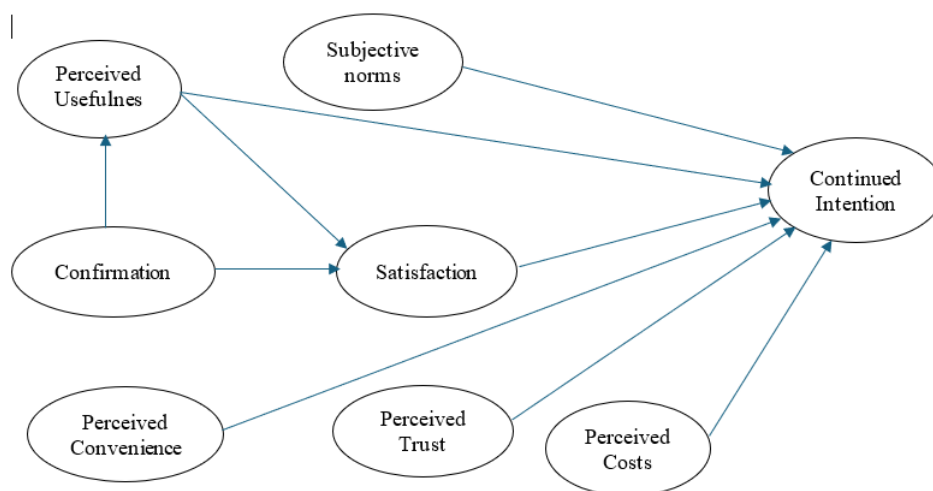 Subjective
norms
Perceived
Usefulnes
Continued
Intention
Confirmation
Satisfaction
Perceived
Convenience
Perceived
Trust
Perceived
Costs